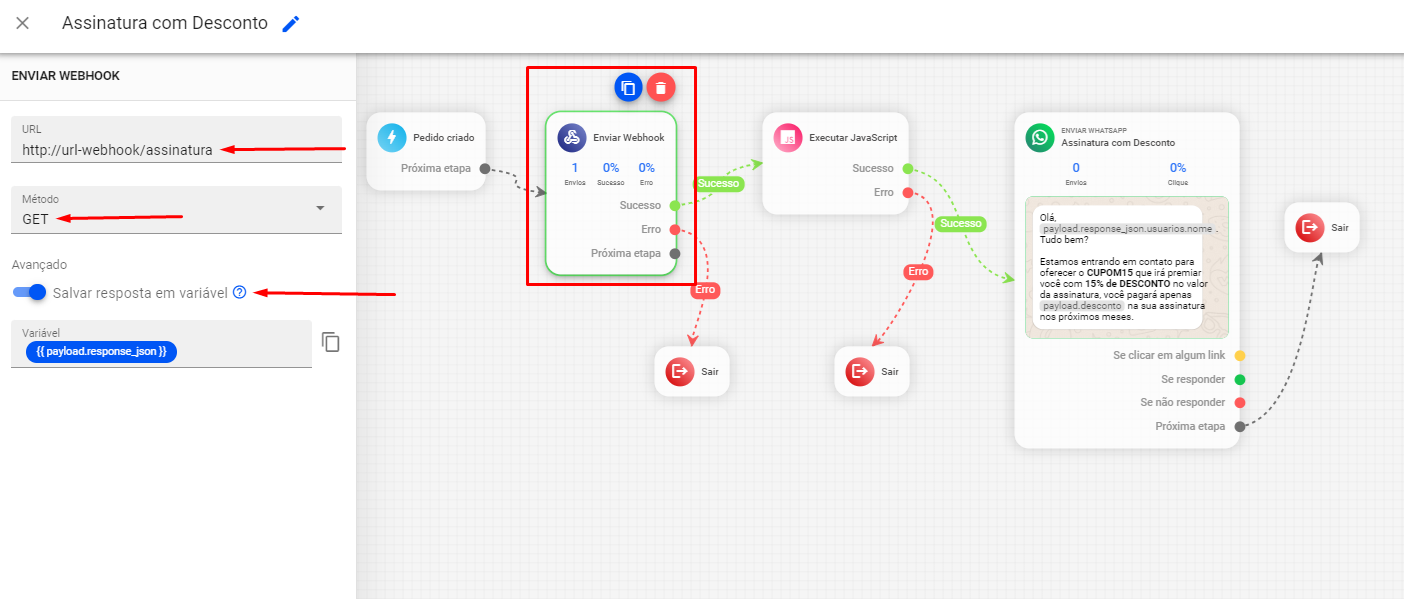 Assinatura com Desconto
ENVIAR WEBHOOK
URL
http://url-webhook/assinatura
Método
GET
Avançado
Salvar resposta em variável
Variável
{{ payload.response_json }}
Pedido criado
Próxima etapa
Enviar Webhook
1 0% 0%
Envios Sucesso Erro
Sucesso
Erro
Próxima etapa
Sucesso
Erro
Sair
JS
Executar JavaScript
Sucesso
Erro
Sucesso
Erro
Sair
ENVIAR WHATSAPP
Assinatura com Desconto
0 0%
Envios Clique
Olá,
payload.response_json.usuarios.nome .
Tudo bem?
Estamos entrando em contato para
oferecer o CUPOM15 que irá premiar
você com 15% de DESCONTO no valor
da assinatura, você pagará apenas
payload.desconto na sua assinatura
nos próximos meses.
Se clicar em algum link
Se responder
Se não responder
Próxima etapa
Sair